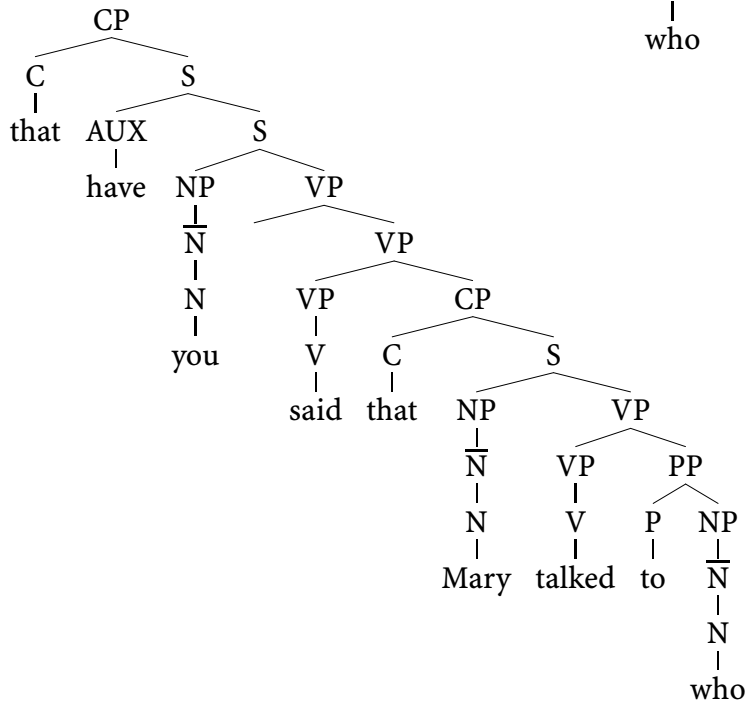 CP
who
C S
that AUX S
have NP VP
N̅ VP
N VP CP
you V C S
said that NP VP
N̅ VP PP
N V P NP
Mary talked to N̅
N
who